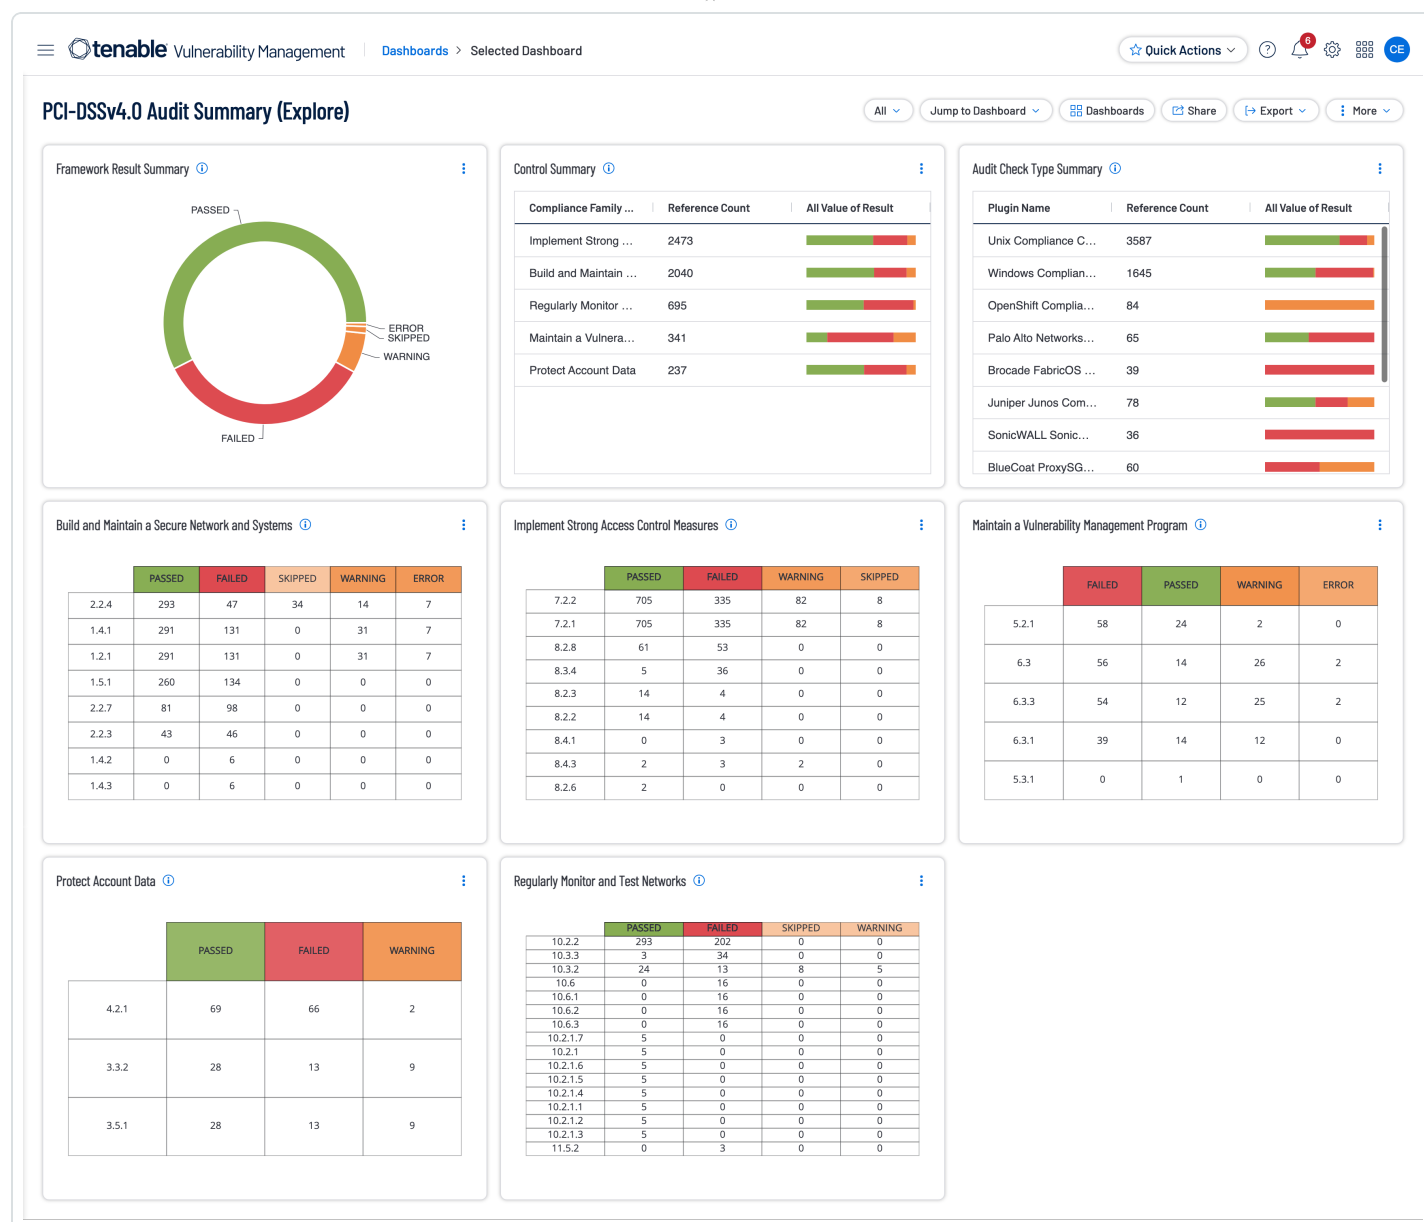 tenable Vulnerability Management Dashboards > Selected Dashboard Quick Actions ? 6 CE
PCI-DSSv4.0 Audit Summary (Explore) All Jump to Dashboard Dashboards Share Export More
Framework Result Summary
PASSED
ERROR
SKIPPED
WARNING
FAILED
Control Summary
Compliance Family ... Reference Count All Value of Result
Implement Strong ... 2473
Build and Maintain ... 2040
Regularly Monitor ... 695
Maintain a Vulnera... 341
Protect Account Data 237
Audit Check Type Summary
Plugin Name Reference Count All Value of Result
Unix Compliance C... 3587
Windows Complian... 1645
OpenShift Complia... 84
Palo Alto Networks... 65
Brocade FabricOS ... 39
Juniper Junos Com... 78
SonicWALL Sonic... 36
BlueCoat ProxySG... 60
Build and Maintain a Secure Network and Systems
PASSED FAILED SKIPPED WARNING ERROR
2.2.4 293 47 34 14 7
1.4.1 291 131 0 31 7
1.2.1 291 131 0 31 7
1.5.1 260 134 0 0 0
2.2.7 81 98 0 0 0
2.2.3 43 46 0 0 0
1.4.2 0 6 0 0 0
1.4.3 0 6 0 0 0
Implement Strong Access Control Measures
PASSED FAILED WARNING SKIPPED
7.2.2 705 335 82 8
7.2.1 705 335 82 8
8.2.8 61 53 0 0
8.3.4 5 36 0 0
8.2.3 14 4 0 0
8.2.2 14 4 0 0
8.4.1 0 3 0 0
8.4.3 2 3 2 0
8.2.6 2 0 0 0
Maintain a Vulnerability Management Program
FAILED PASSED WARNING ERROR
5.2.1 58 24 2 0
6.3 56 14 26 2
6.3.3 54 12 25 2
6.3.1 39 14 12 0
5.3.1 0 1 0 0
Protect Account Data
PASSED FAILED WARNING
4.2.1 69 66 2
3.3.2 28 13 9
3.5.1 28 13 9
Regularly Monitor and Test Networks
PASSED FAILED SKIPPED WARNING
10.2.2 293 202 0 0
10.3.3 3 34 0 0
10.3.2 24 13 8 5
10.6 0 16 0 0
10.6.1 0 16 0 0
10.6.2 0 16 0 0
10.6.3 0 16 0 0
10.2.1.7 5 0 0 0
10.2.1 5 0 0 0
10.2.1.6 5 0 0 0
10.2.1.5 5 0 0 0
10.2.1.4 5 0 0 0
10.2.1.1 5 0 0 0
10.2.1.2 5 0 0 0
10.2.1.3 5 0 0 0
11.5.2 0 3 0 0